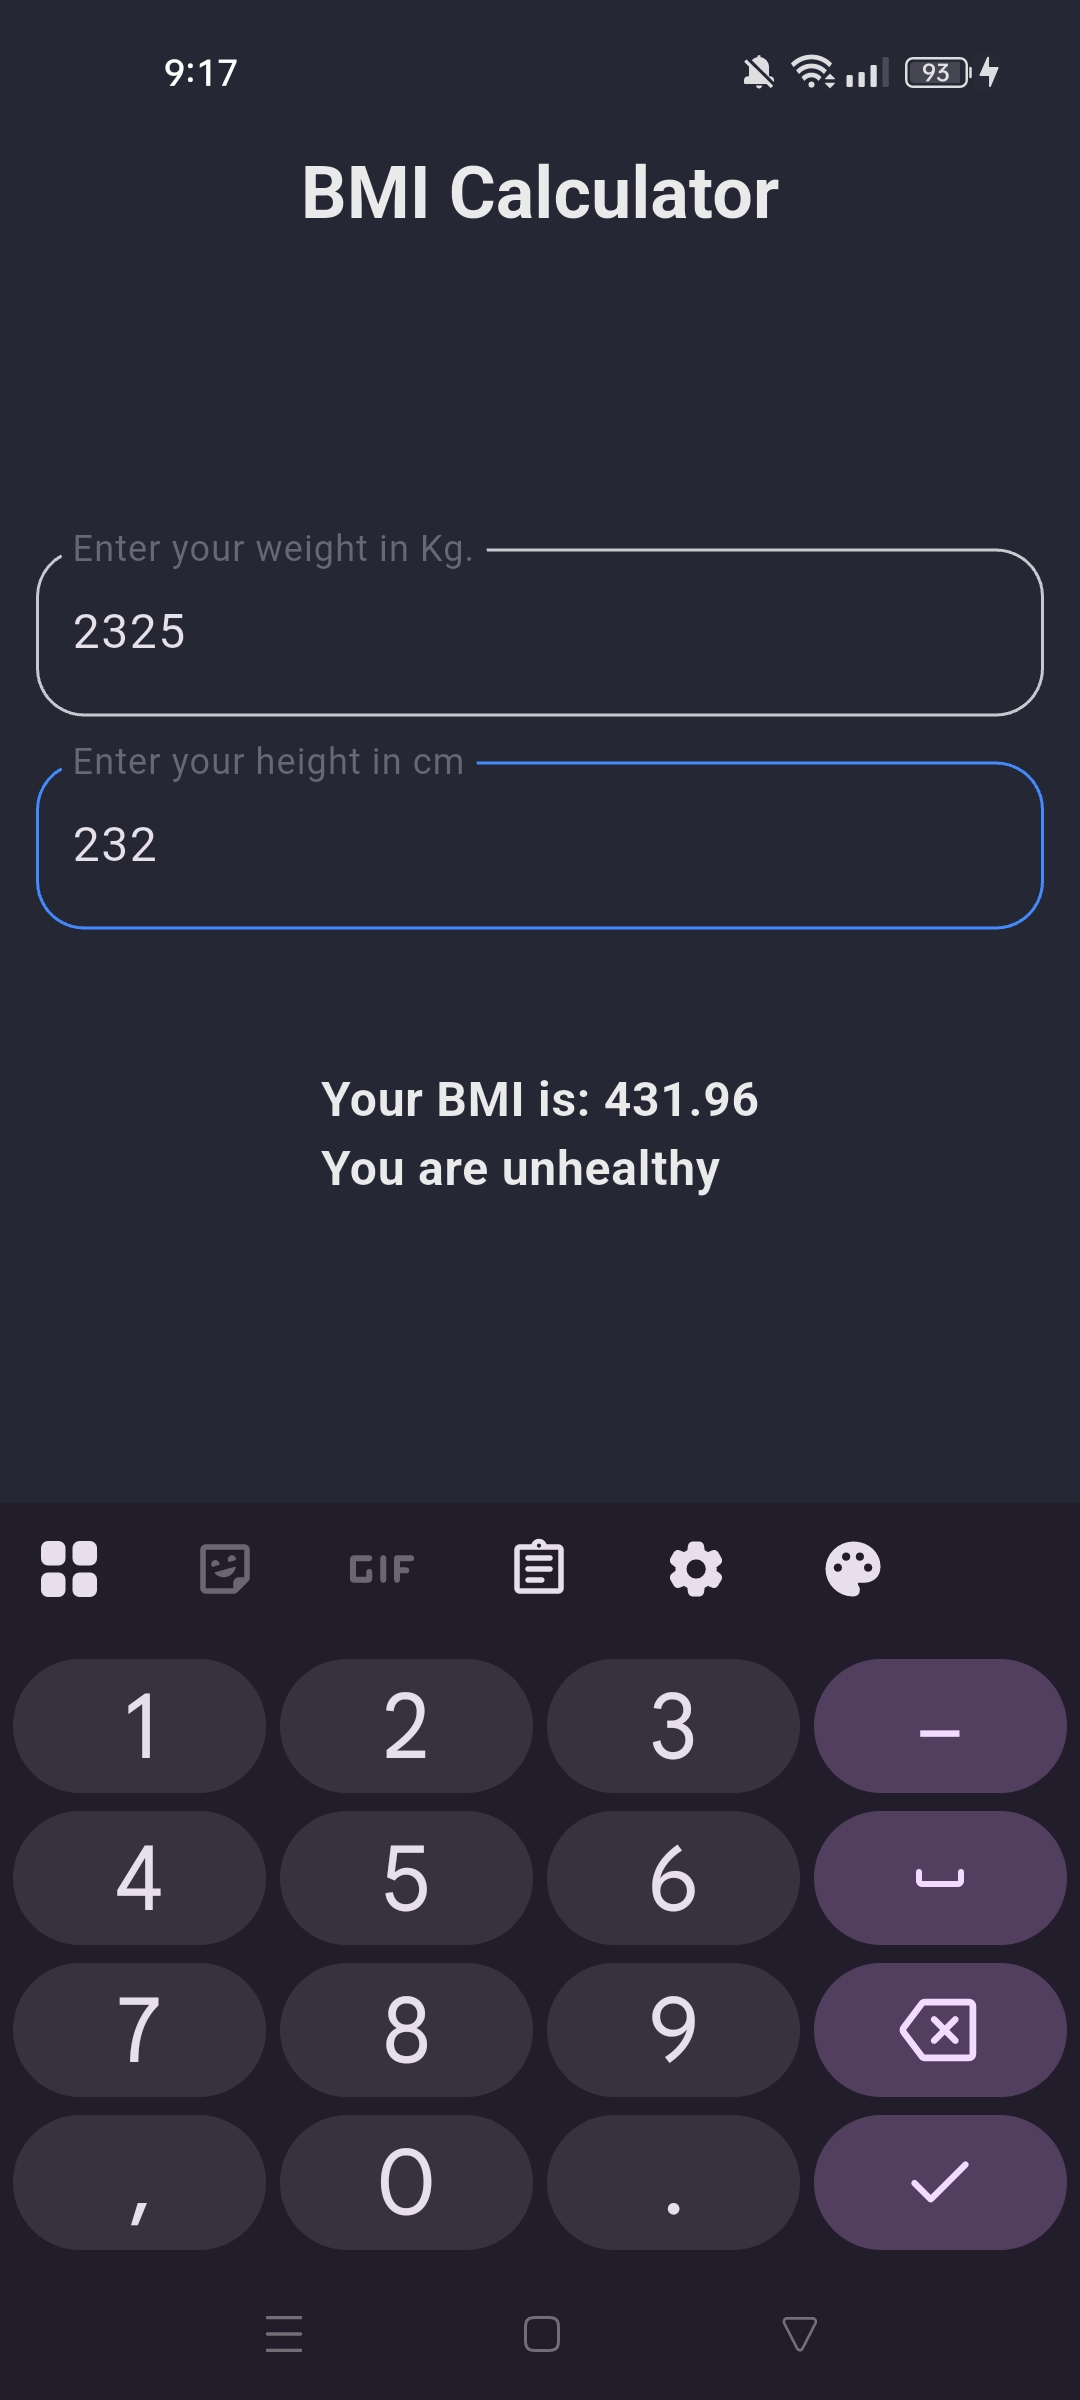 9:17
93
BMI Calculator
Enter your weight in Kg.
2325
Enter your height in cm
232
Your BMI is: 431.96
You are unhealthy
GIF
1 2 3 –
4 5 6
7 8 9
, 0 .